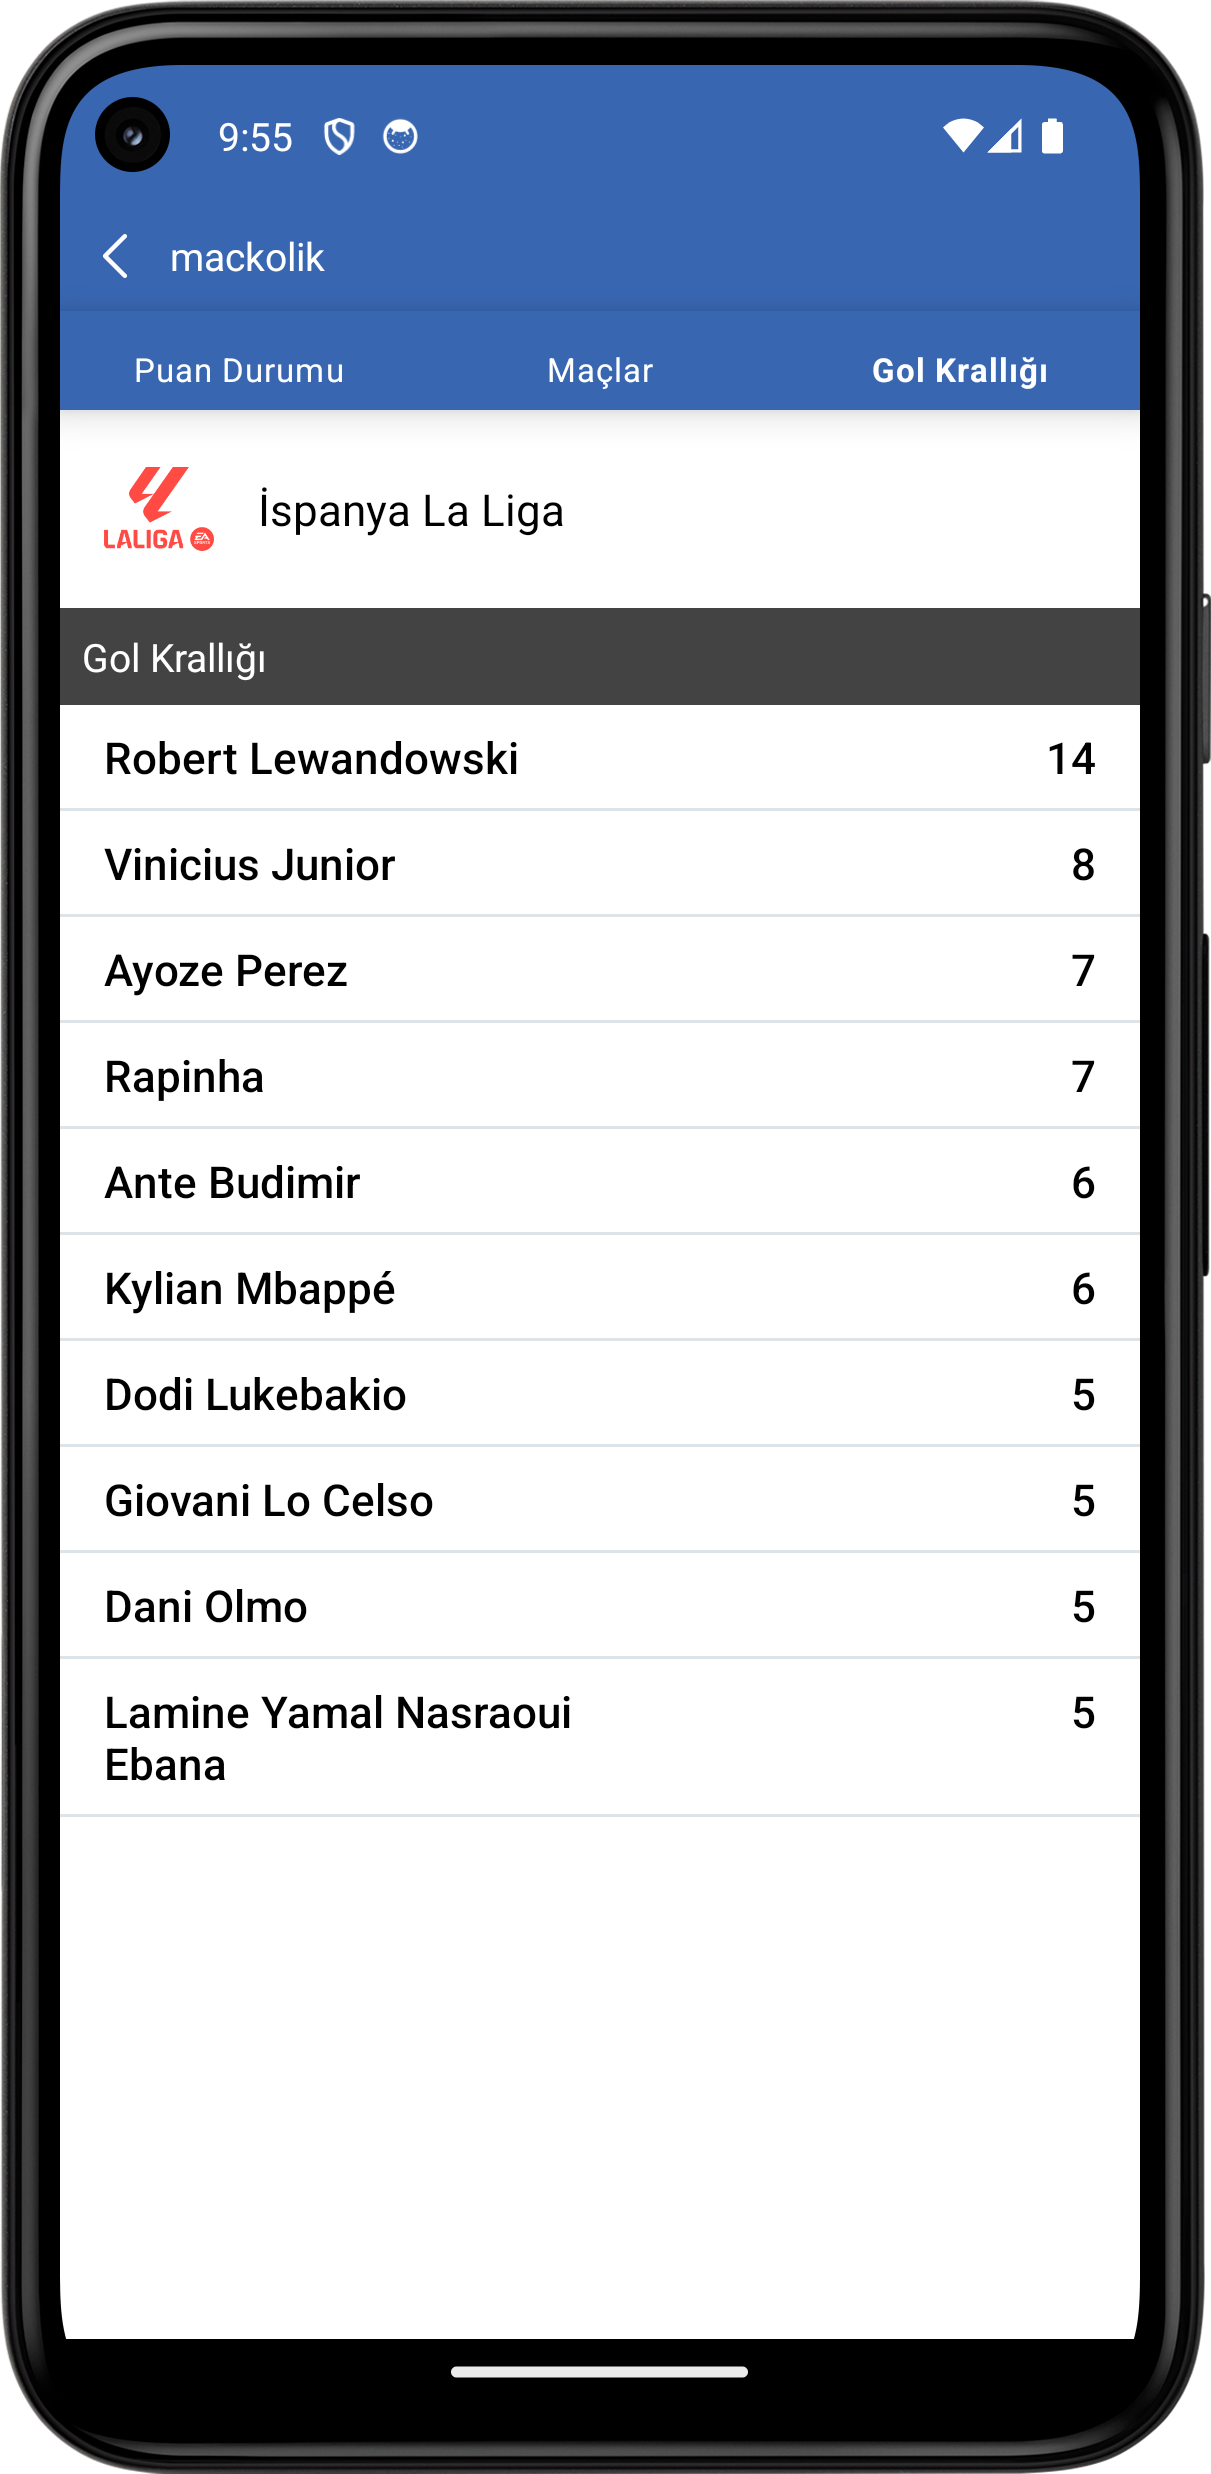 9:55
mackolik
Puan Durumu Maçlar Gol Krallığı
LALIGA
İspanya La Liga
Gol Krallığı
Robert Lewandowski 14
Vinicius Junior 8
Ayoze Perez 7
Rapinha 7
Ante Budimir 6
Kylian Mbappé 6
Dodi Lukebakio 5
Giovani Lo Celso 5
Dani Olmo 5
Lamine Yamal Nasraoui 5
Ebana